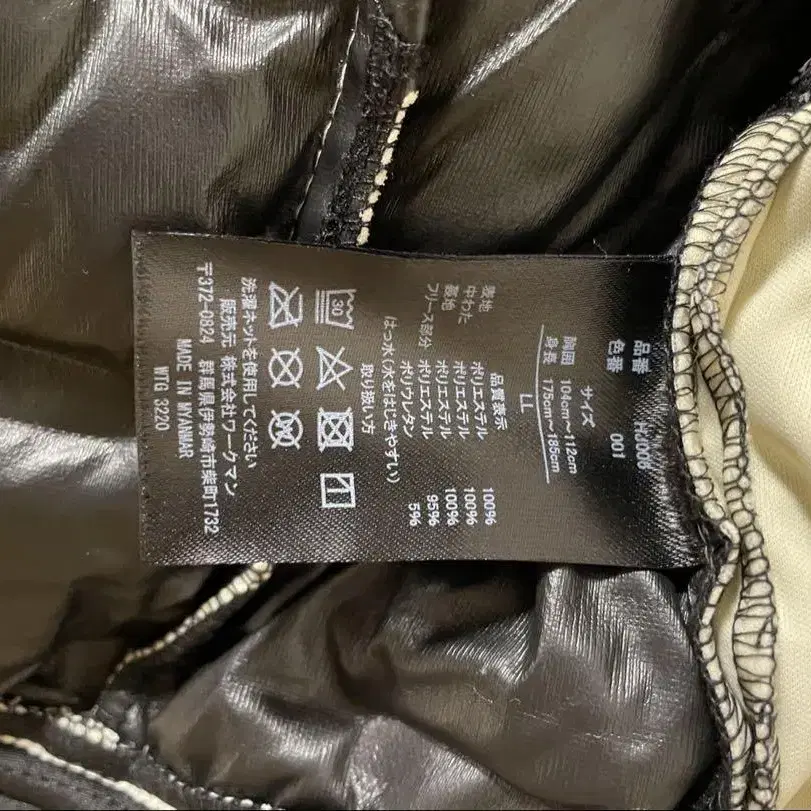 品番 HJ0008
色番 001
サイズ
胸囲 104cm～112cm
身長 175cm～185cm
LL
品質表示
表地 ポリエステル 100%
中わた ポリエステル 100%
裏地 ポリエステル 100%
フリース部分 ポリエステル 95%
ポリウレタン 5%
(はっ水(水をはじきやすい)
取り扱い方
30
洗濯ネットを使用してください
販売元 株式会社ワークマン
〒372-0824 群馬県伊勢崎市柴町1732
MADE IN MYANMAR
WTG 3220